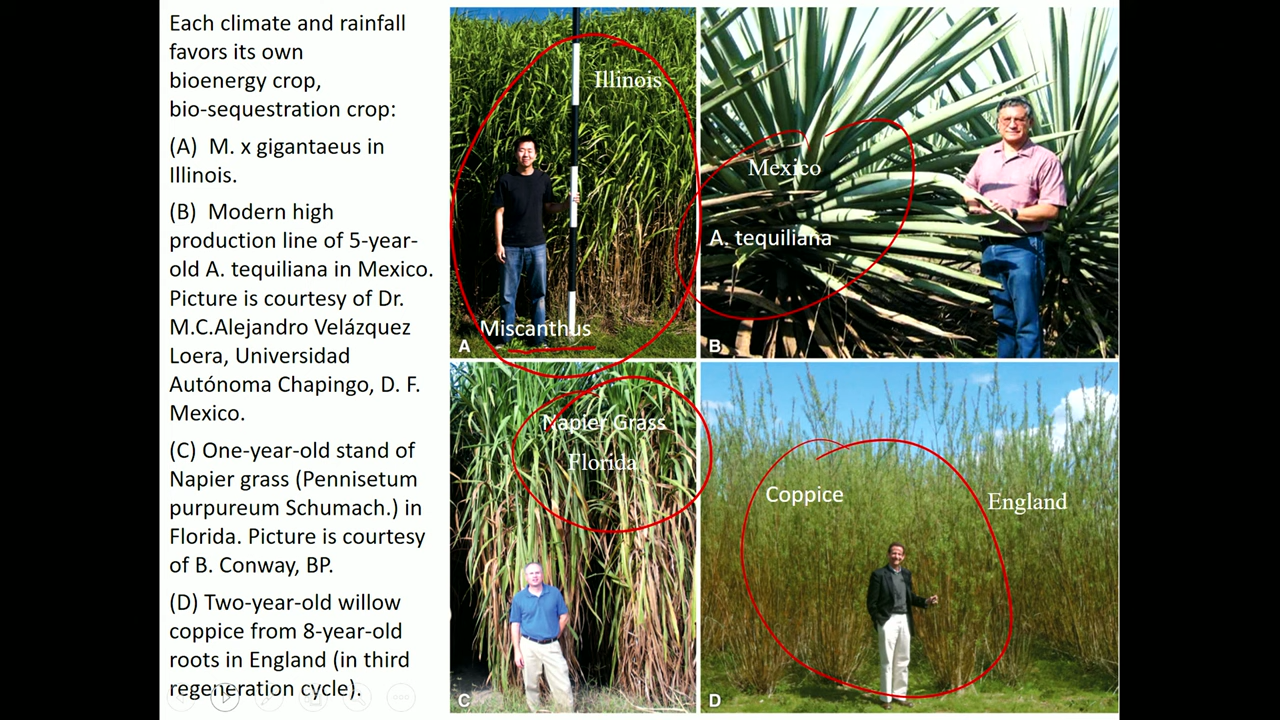 Each climate and rainfall
favors its own
bioenergy crop,
bio-sequestration crop:
(A) M. x gigantaeus in
Illinois.
(B) Modern high
production line of 5-year-
old A. tequiliana in Mexico.
Picture is courtesy of Dr.
M.C.Alejandro Velázquez
Loera, Universidad
Autónoma Chapingo, D. F.
Mexico.
(C) One-year-old stand of
Napier grass (Pennisetum
purpureum Schumach.) in
Florida. Picture is courtesy
of B. Conway, BP.
(D) Two-year-old willow
coppice from 8-year-old
roots in England (in third
regeneration cycle).
Illinois
Miscanthus
A
Mexico
A. tequiliana
B
Napier Grass
Florida
C
Coppice
England
D